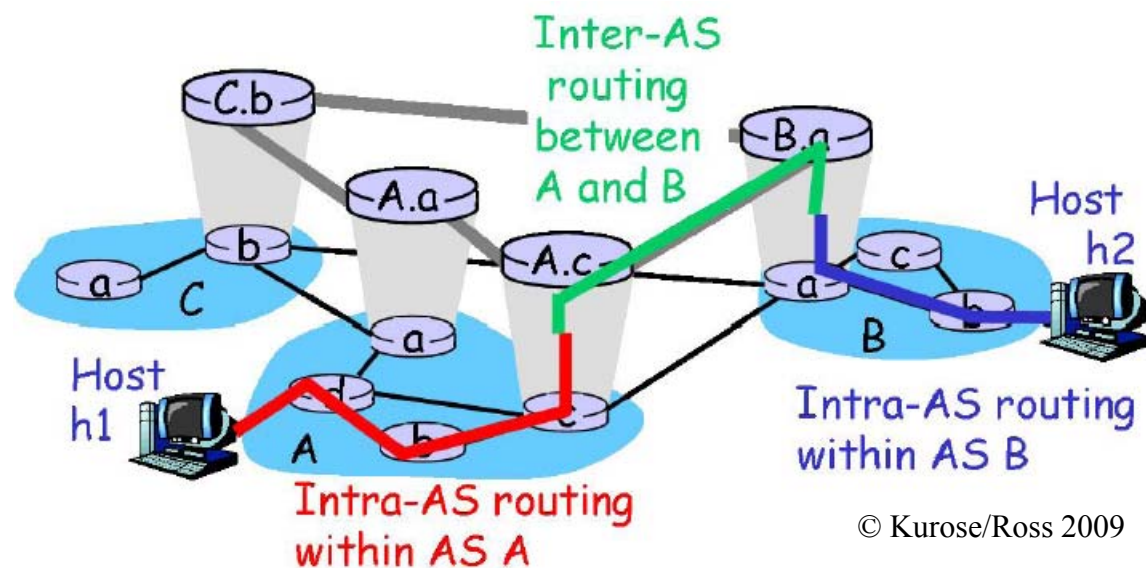 Inter-AS
routing
between
A and B
C.b
B.a
A.a
Host
h2
A.c
b
c
a
a
C
b
a
B
Host
h1
d
c
b
A
Intra-AS routing
within AS B
Intra-AS routing
within AS A
© Kurose/Ross 2009